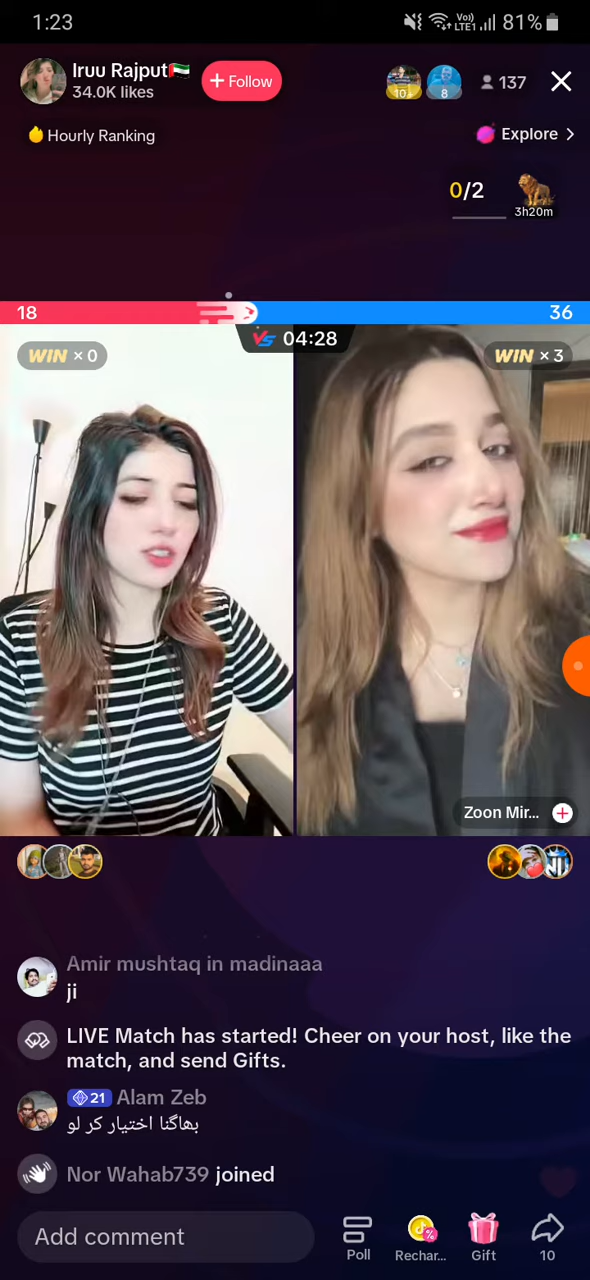 1:23
Vo) LTE1 81%
Iruu Rajput
34.0K likes
+ Follow
10+
8
137
Hourly Ranking
Explore
0/2
3h20m
18
36
VS 04:28
WIN × 0
WIN × 3
Zoon Mir...
Amir mushtaq in madinaaa
ji
LIVE Match has started! Cheer on your host, like the
match, and send Gifts.
21 Alam Zeb
بھاگنا اختیار کر لو
Nor Wahab739 joined
Add comment
Poll
Rechar...
Gift
10